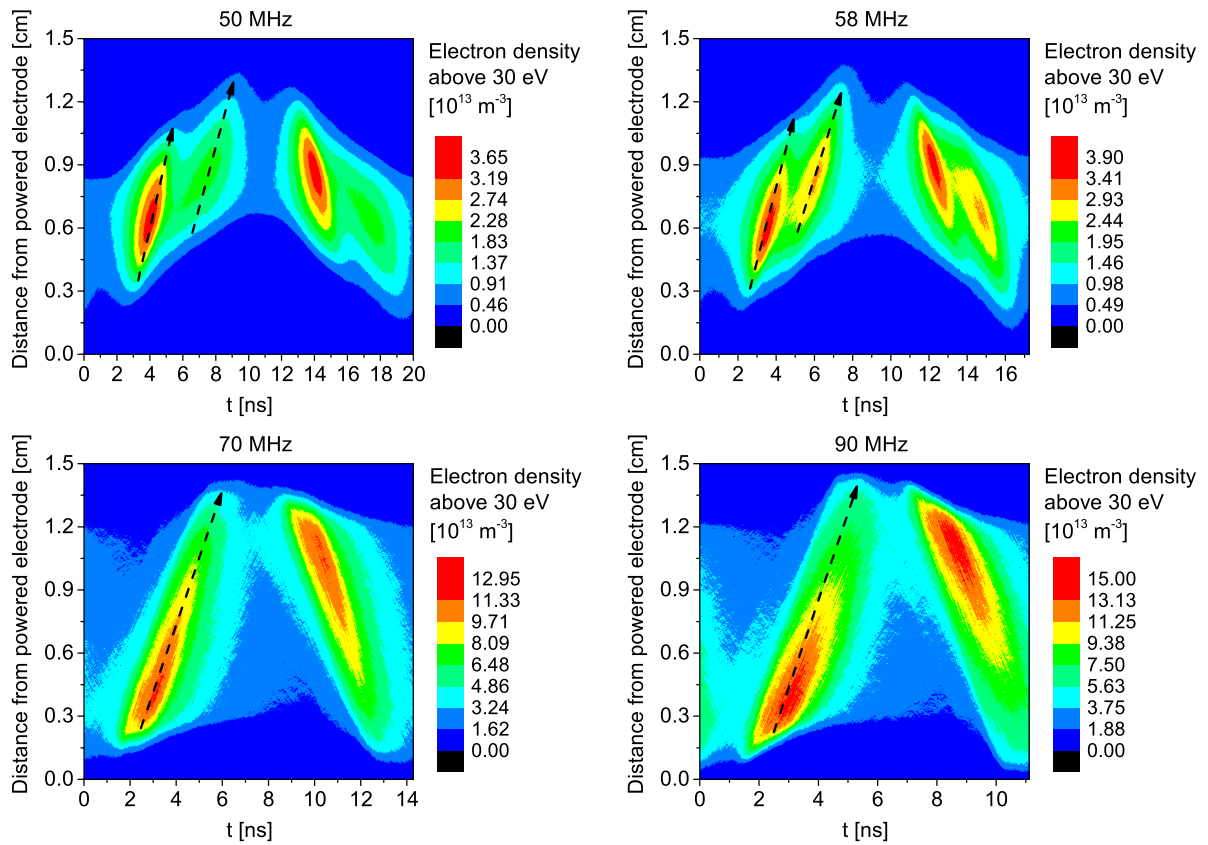 50 MHz
Distance from powered electrode [cm]
1.5
1.2
0.9
0.6
0.3
0.0
0 2 4 6 8 10 12 14 16 18 20
t [ns]
Electron density
above 30 eV
[10¹³ m⁻³]
3.65
3.19
2.74
2.28
1.83
1.37
0.91
0.46
0.00
58 MHz
Distance from powered electrode [cm]
1.5
1.2
0.9
0.6
0.3
0.0
0 2 4 6 8 10 12 14 16
t [ns]
Electron density
above 30 eV
[10¹³ m⁻³]
3.90
3.41
2.93
2.44
1.95
1.46
0.98
0.49
0.00
70 MHz
Distance from powered electrode [cm]
1.5
1.2
0.9
0.6
0.3
0.0
0 2 4 6 8 10 12 14
t [ns]
Electron density
above 30 eV
[10¹³ m⁻³]
12.95
11.33
9.71
8.09
6.48
4.86
3.24
1.62
0.00
90 MHz
Distance from powered electrode [cm]
1.5
1.2
0.9
0.6
0.3
0.0
0 2 4 6 8 10
t [ns]
Electron density
above 30 eV
[10¹³ m⁻³]
15.00
13.13
11.25
9.38
7.50
5.63
3.75
1.88
0.00